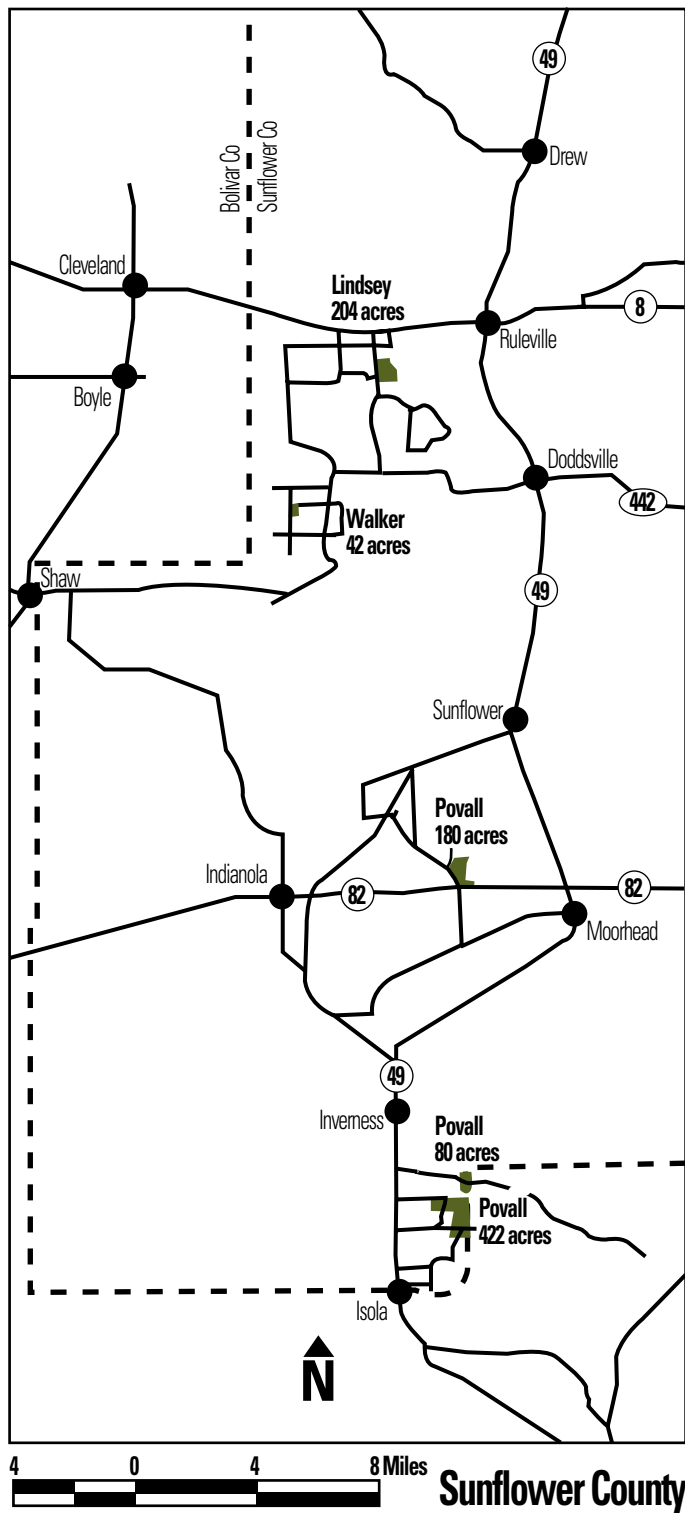 49
Drew
Bolivar Co
Sunflower Co
Cleveland
Lindsey
204 acres
8
Ruleville
Boyle
Doddsville
442
Walker
42 acres
Shaw
49
Sunflower
Povall
180 acres
Indianola
82
82
Moorhead
49
Inverness
Povall
80 acres
Povall
422 acres
Isola
N
4 0 4 8 Miles
Sunflower County